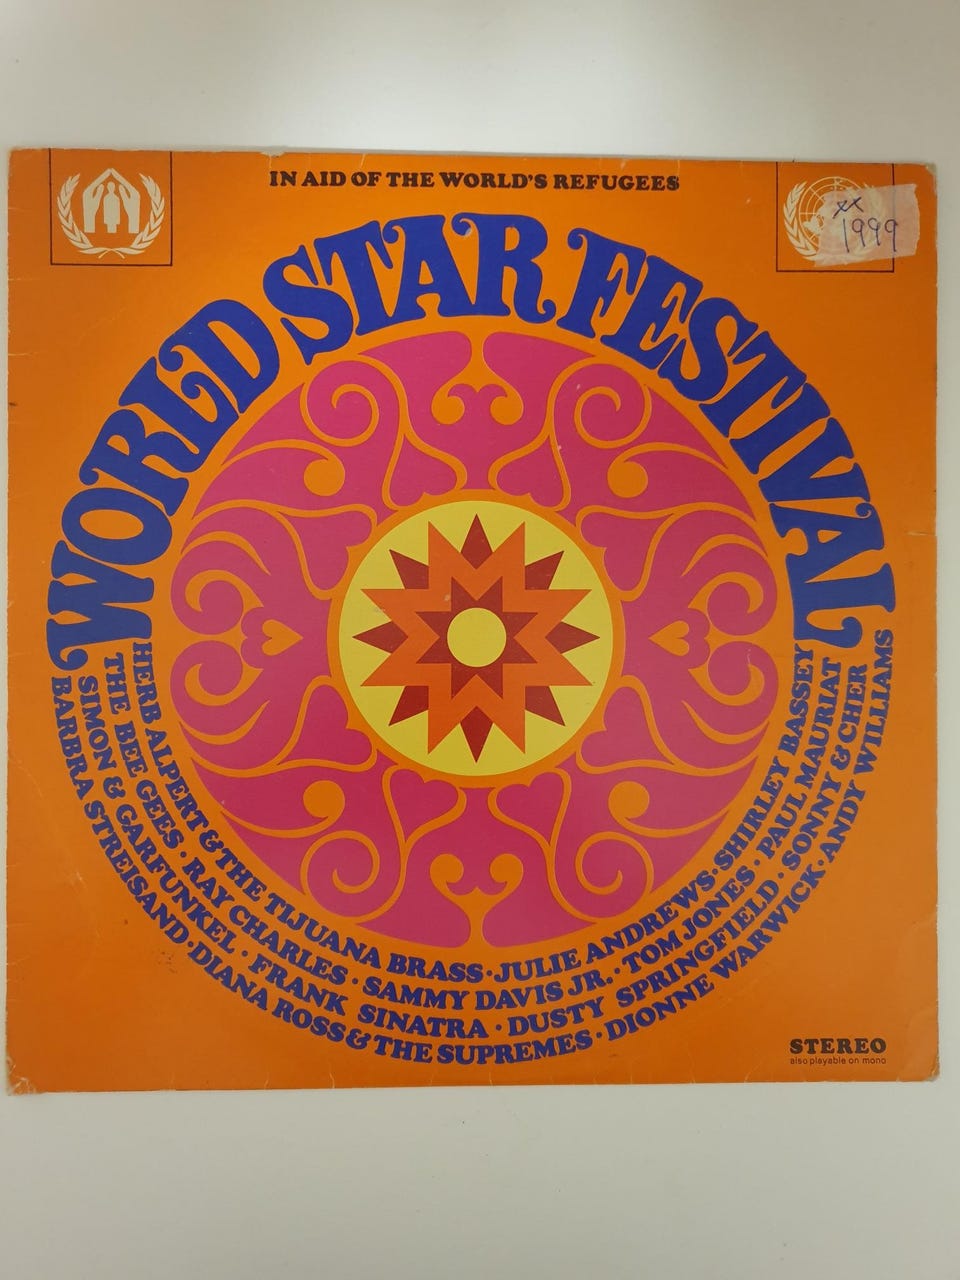 IN AID OF THE WORLD'S REFUGEES
xx
1999
WORLD STAR FESTIVAL
HERB ALPERT & THE TIJUANA BRASS · JULIE ANDREWS · SHIRLEY BASSEY
THE BEE GEES · RAY CHARLES · SAMMY DAVIS JR. · TOM JONES · PAUL MAURIAT
SIMON & GARFUNKEL · FRANK SINATRA · DUSTY SPRINGFIELD · SONNY & CHER
BARBRA STREISAND · DIANA ROSS & THE SUPREMES · DIONNE WARWICK · ANDY WILLIAMS
STEREO
also playable on mono